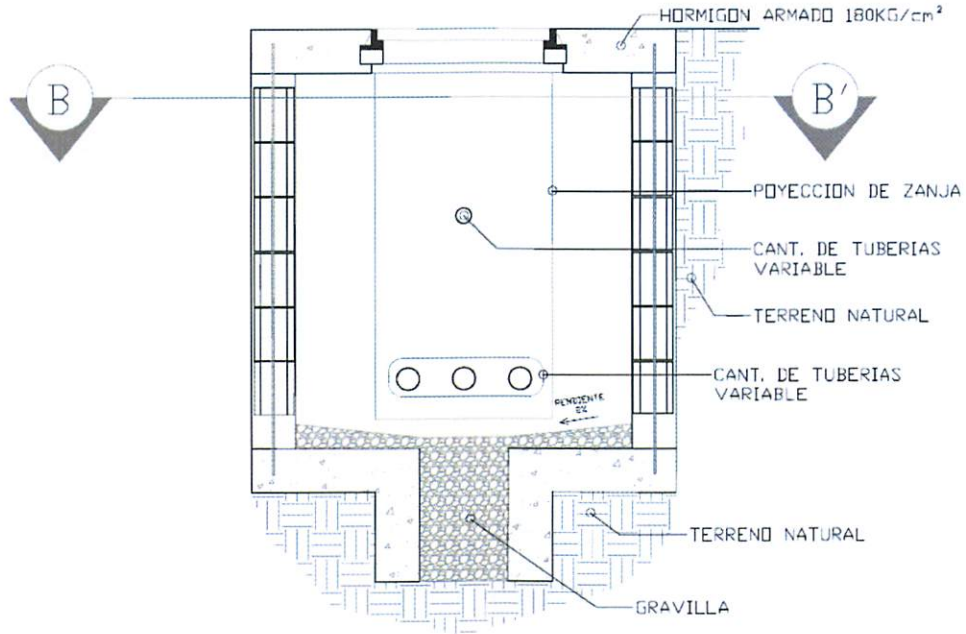 HORMIGON ARMADO 180KG/cm²
B
B'
POYECCION DE ZANJA
CANT. DE TUBERIAS
VARIABLE
TERRENO NATURAL
CANT. DE TUBERIAS
VARIABLE
PENDIENTE
2%
TERRENO NATURAL
GRAVILLA